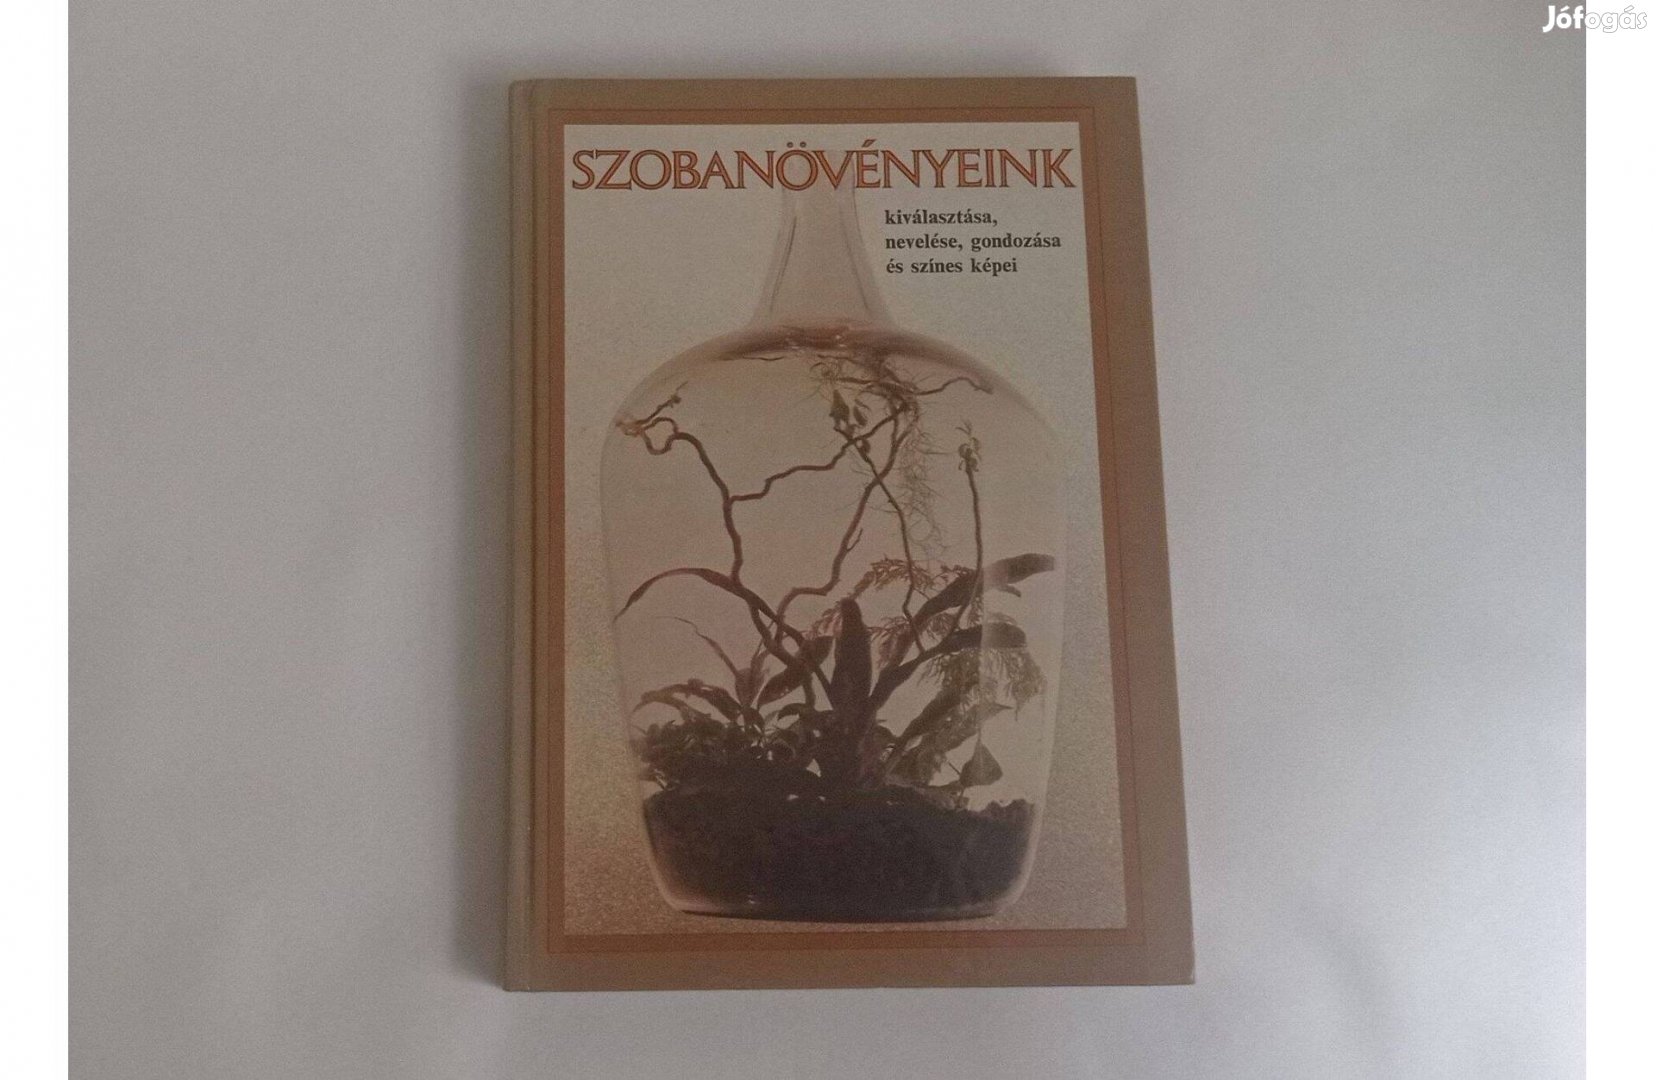 Jófogás
SZOBANÖVÉNYEINK
kiválasztása,
nevelése, gondozása
és színes képei